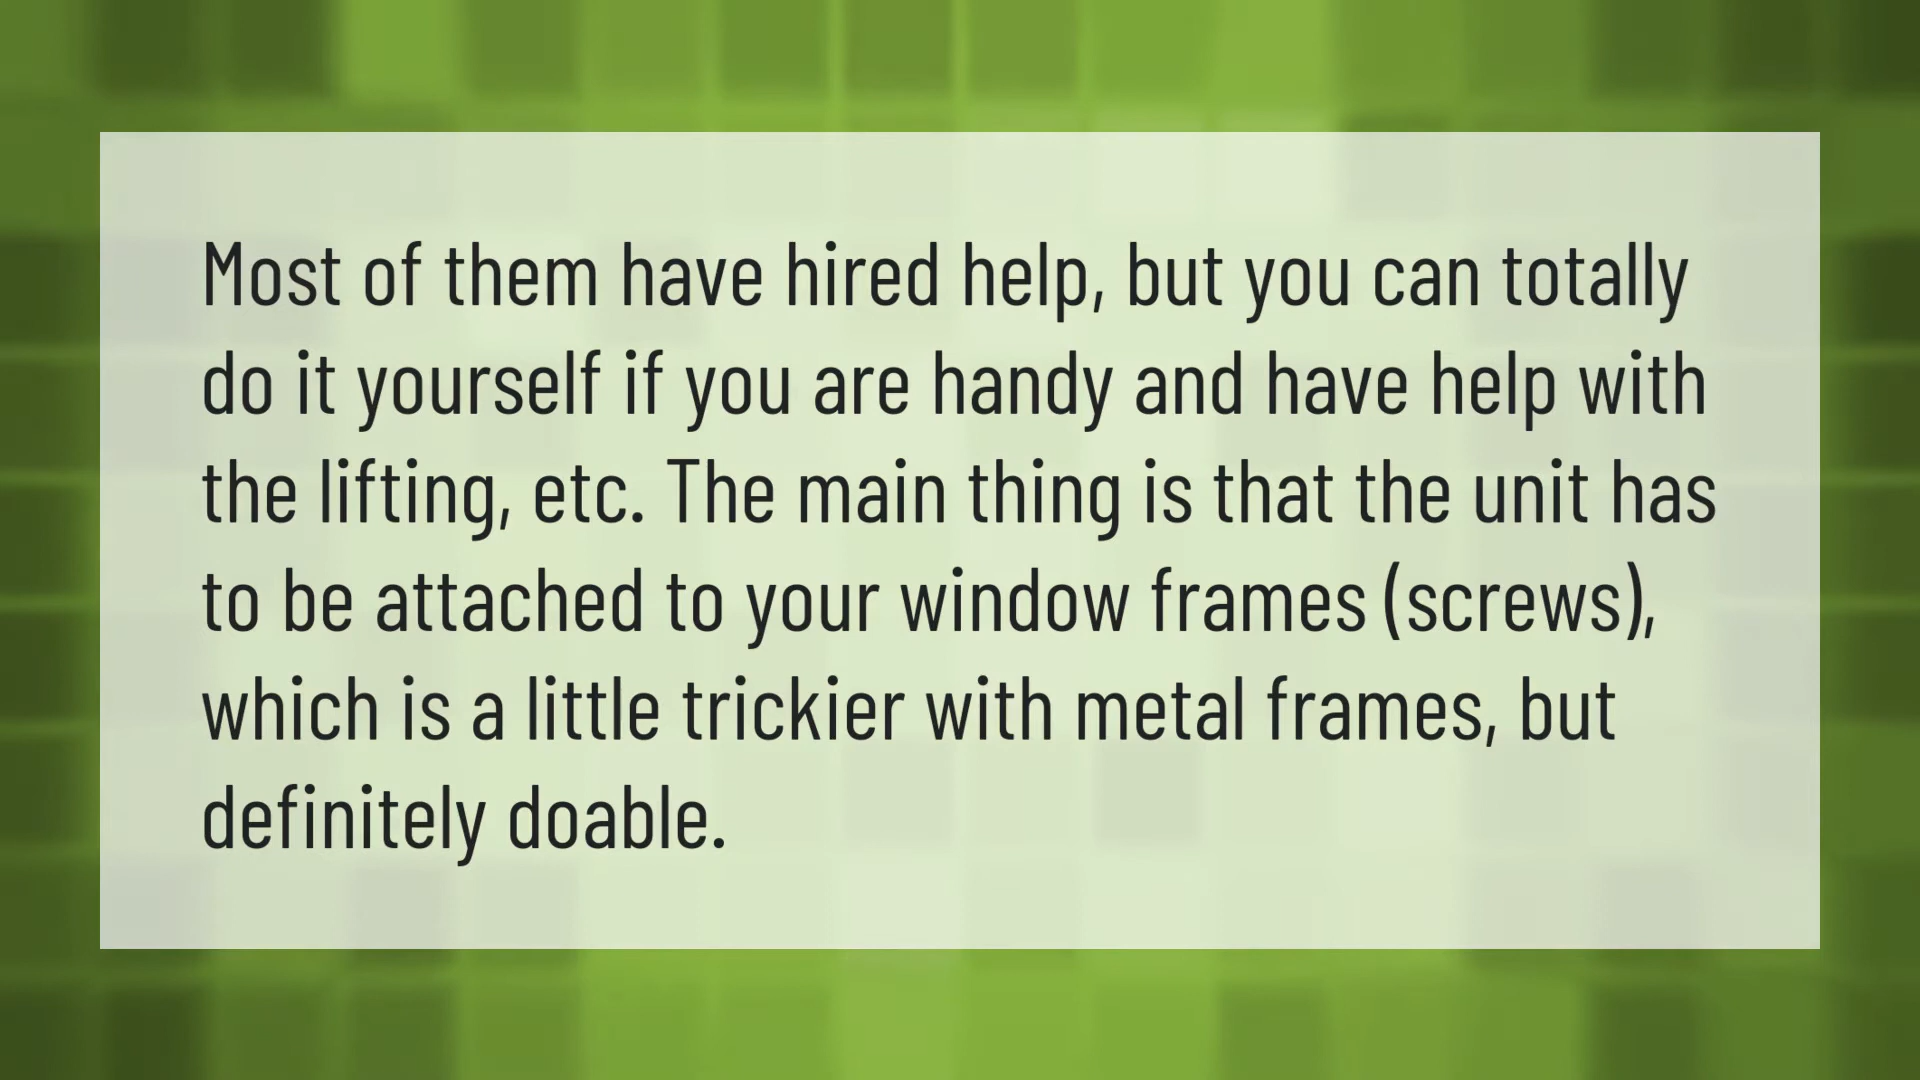 Most of them have hired help, but you can totally
do it yourself if you are handy and have help with
the lifting, etc. The main thing is that the unit has
to be attached to your window frames (screws),
which is a little trickier with metal frames, but
definitely doable.